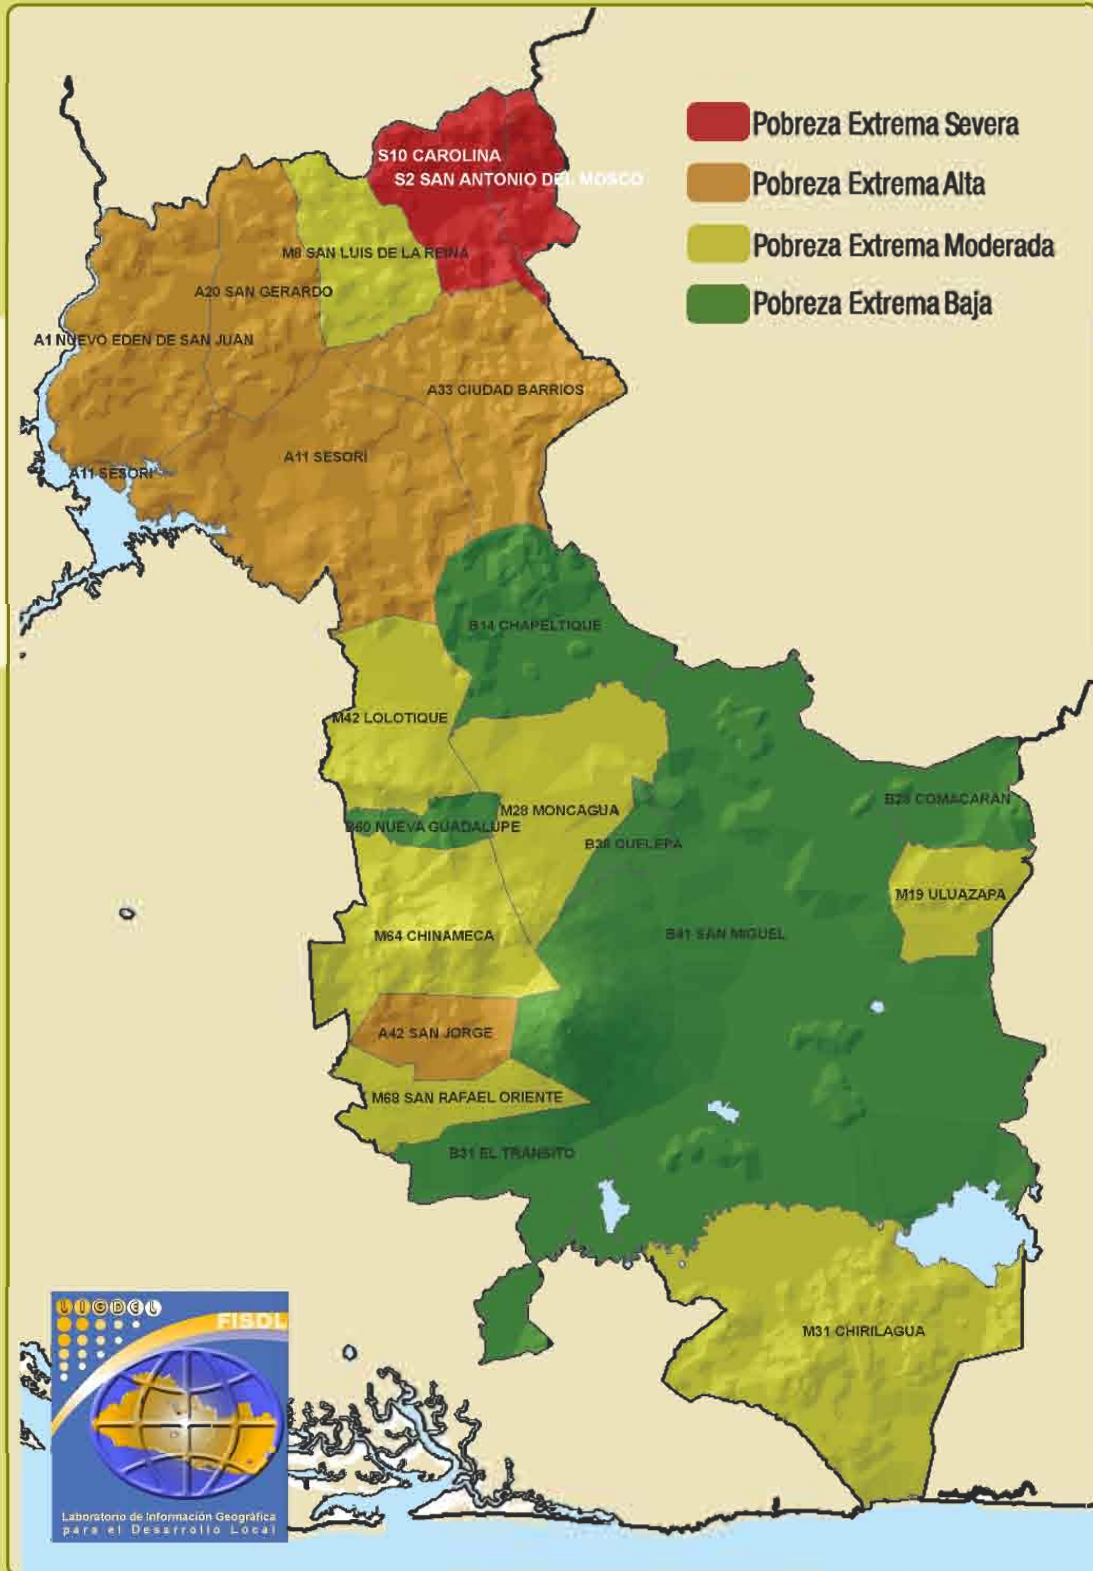 Pobreza Extrema Severa
Pobreza Extrema Alta
Pobreza Extrema Moderada
Pobreza Extrema Baja
S10 CAROLINA
S2 SAN ANTONIO DEL MOSCO
M8 SAN LUIS DE LA REINA
A20 SAN GERARDO
A1 NUEVO EDEN DE SAN JUAN
A33 CIUDAD BARRIOS
A11 SESORI
A11 SESORI
B14 CHAPELTIQUE
M42 LOLOTIQUE
B28 COMACARAN
M28 MONCAGUA
B60 NUEVA GUADALUPE
B38 QUELEPA
M19 ULUAZAPA
M64 CHINAMECA
B41 SAN MIGUEL
A42 SAN JORGE
M68 SAN RAFAEL ORIENTE
B31 EL TRANSITO
M31 CHIRILAGUA
LIGDEL
FISDL
Laboratorio de Información Geográfica
para el Desarrollo Local